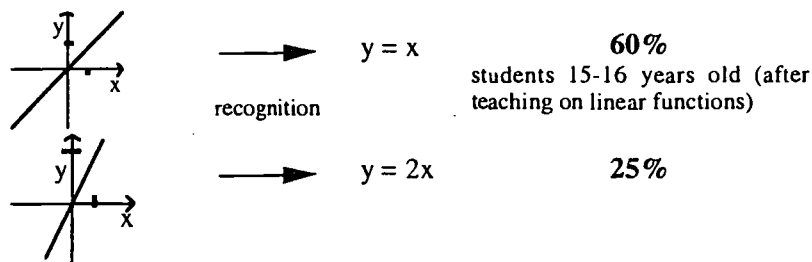 y
x
y = x
60%
students 15-16 years old (after
teaching on linear functions)
recognition
y
x
y = 2x
25%